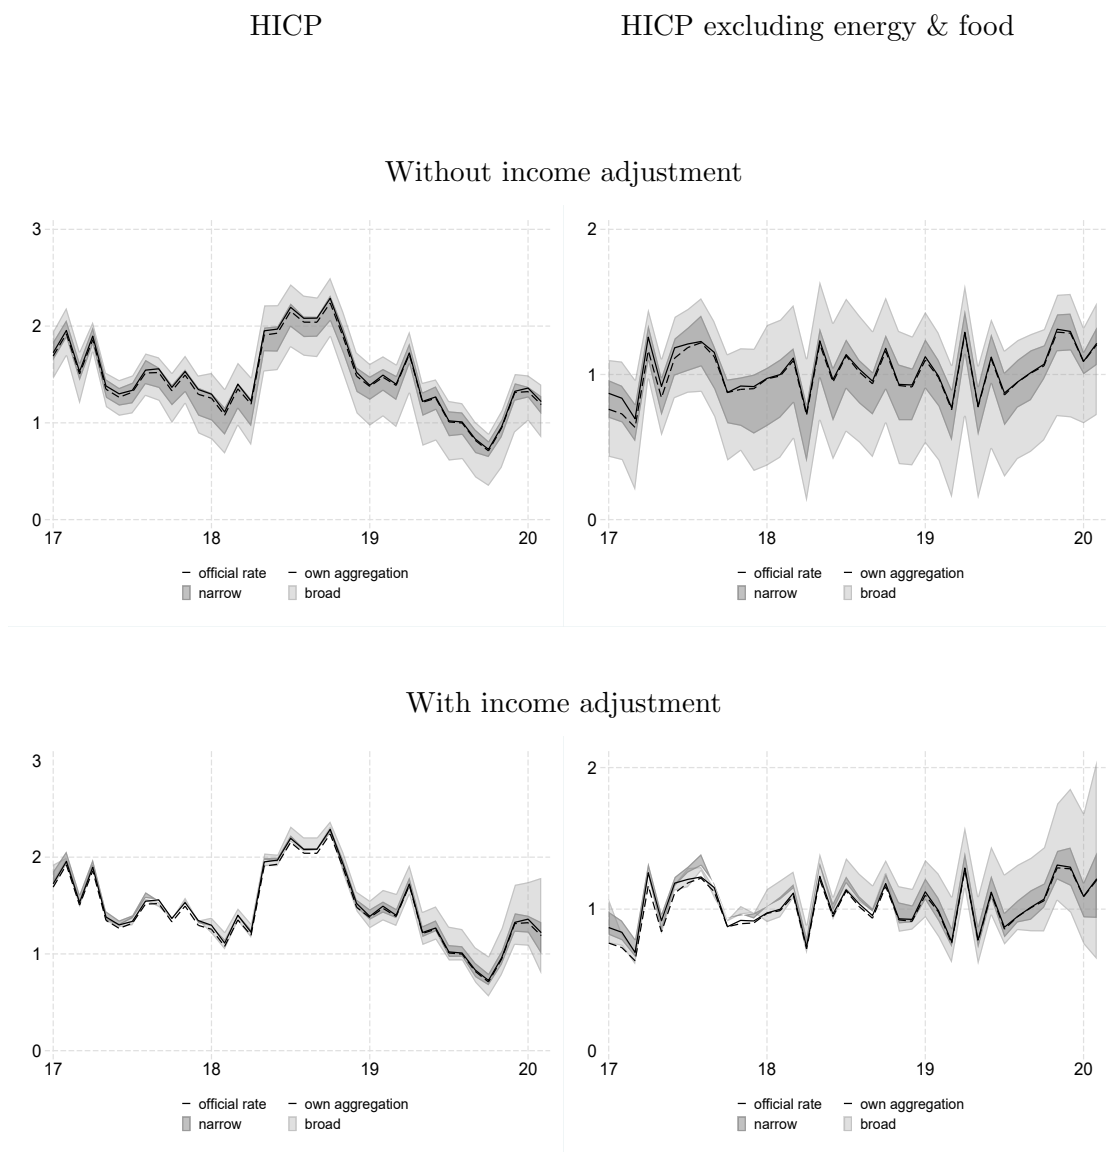 HICP HICP excluding energy & food
Without income adjustment
3 2
2
1 1
0 0
17 18 19 20 17 18 19 20
official rate own aggregation official rate own aggregation
narrow broad narrow broad
With income adjustment
3 2
2
1 1
0 0
17 18 19 20 17 18 19 20
official rate own aggregation official rate own aggregation
narrow broad narrow broad